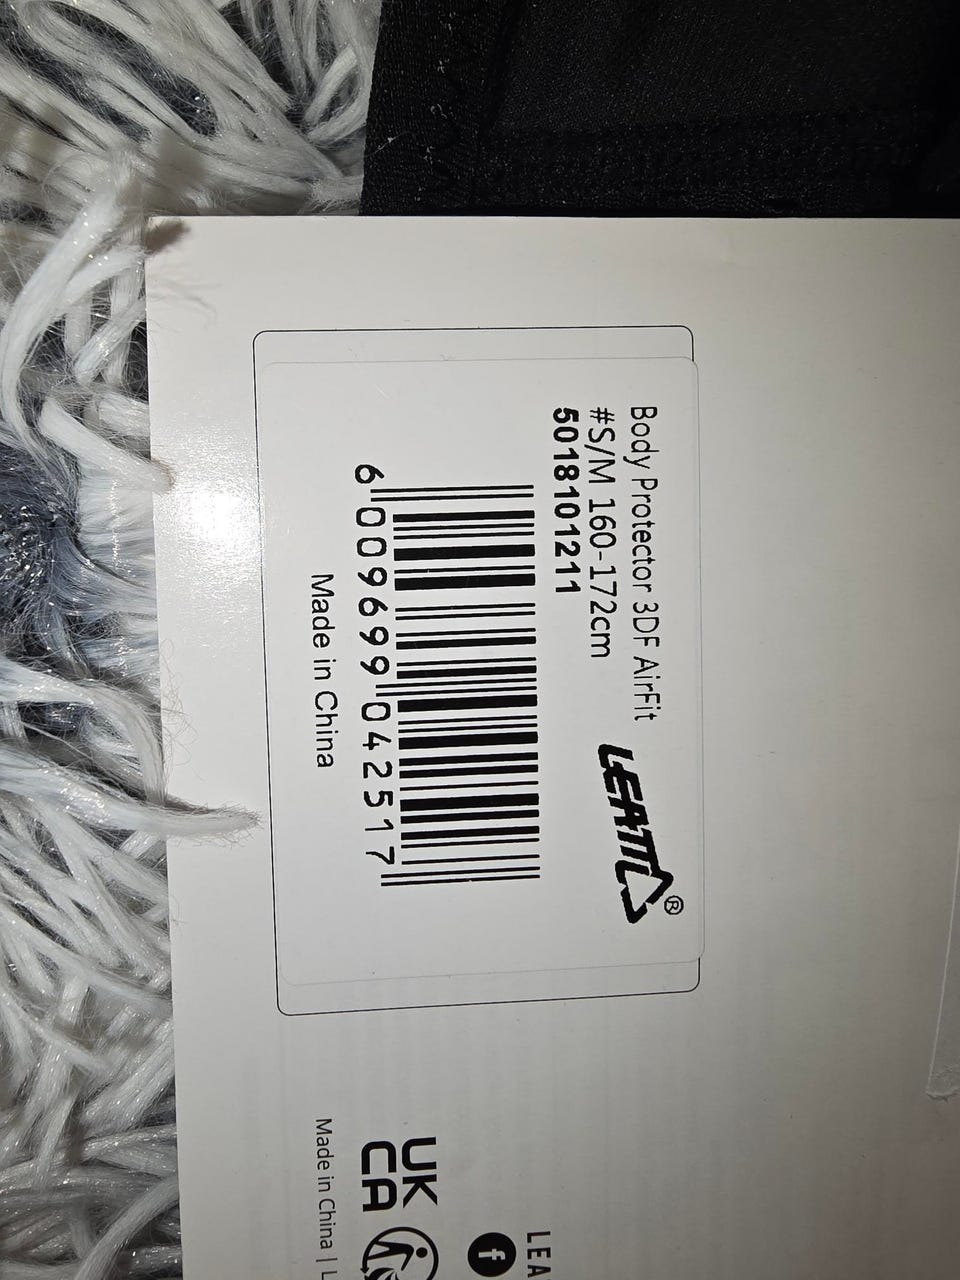 Body Protector 3DF AirFit
#S/M 160-172cm
5018101211
LEATT®
6 009699 042517
Made in China
UK
CA
Made in China | L
LEA
f